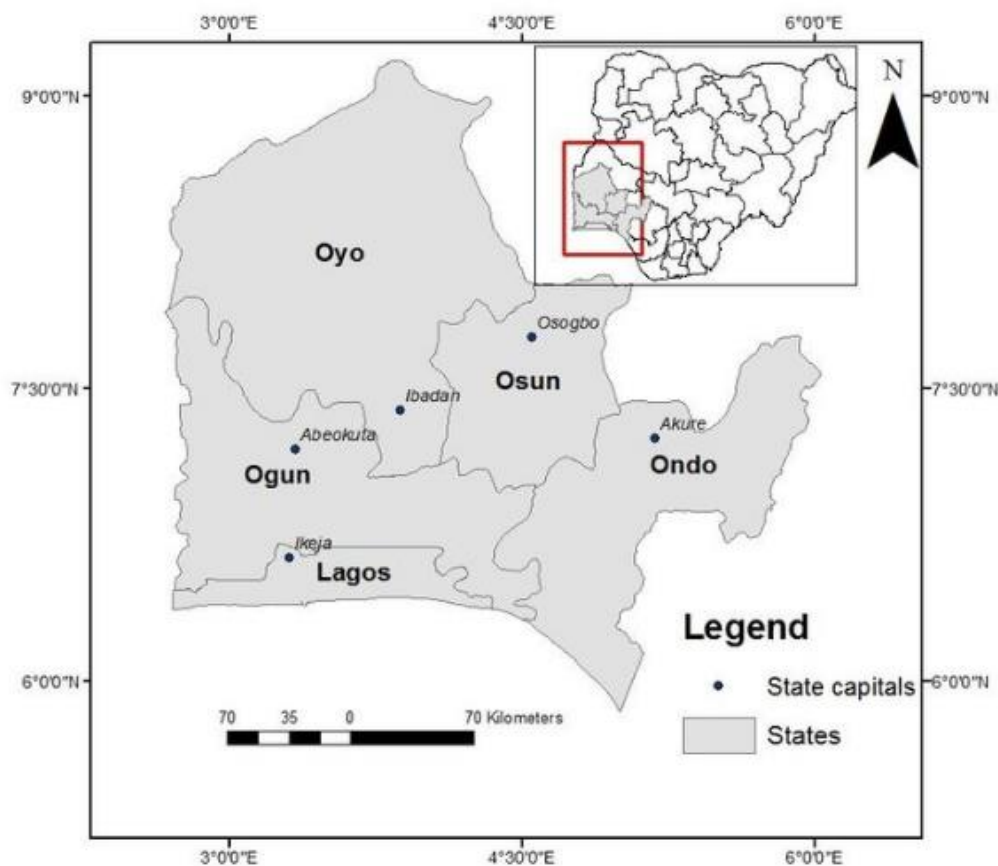 3°0'0"E 4°30'0"E 6°0'0"E
N
9°0'0"N 9°0'0"N
Oyo
Osogbo
Osun
7°30'0"N 7°30'0"N
Ibadan
Abeokuta
Akure
Ogun
Ondo
Ikeja
Lagos
Legend
6°0'0"N 6°0'0"N
State capitals
70 35 0 70 Kilometers
States
3°0'0"E 4°30'0"E 6°0'0"E